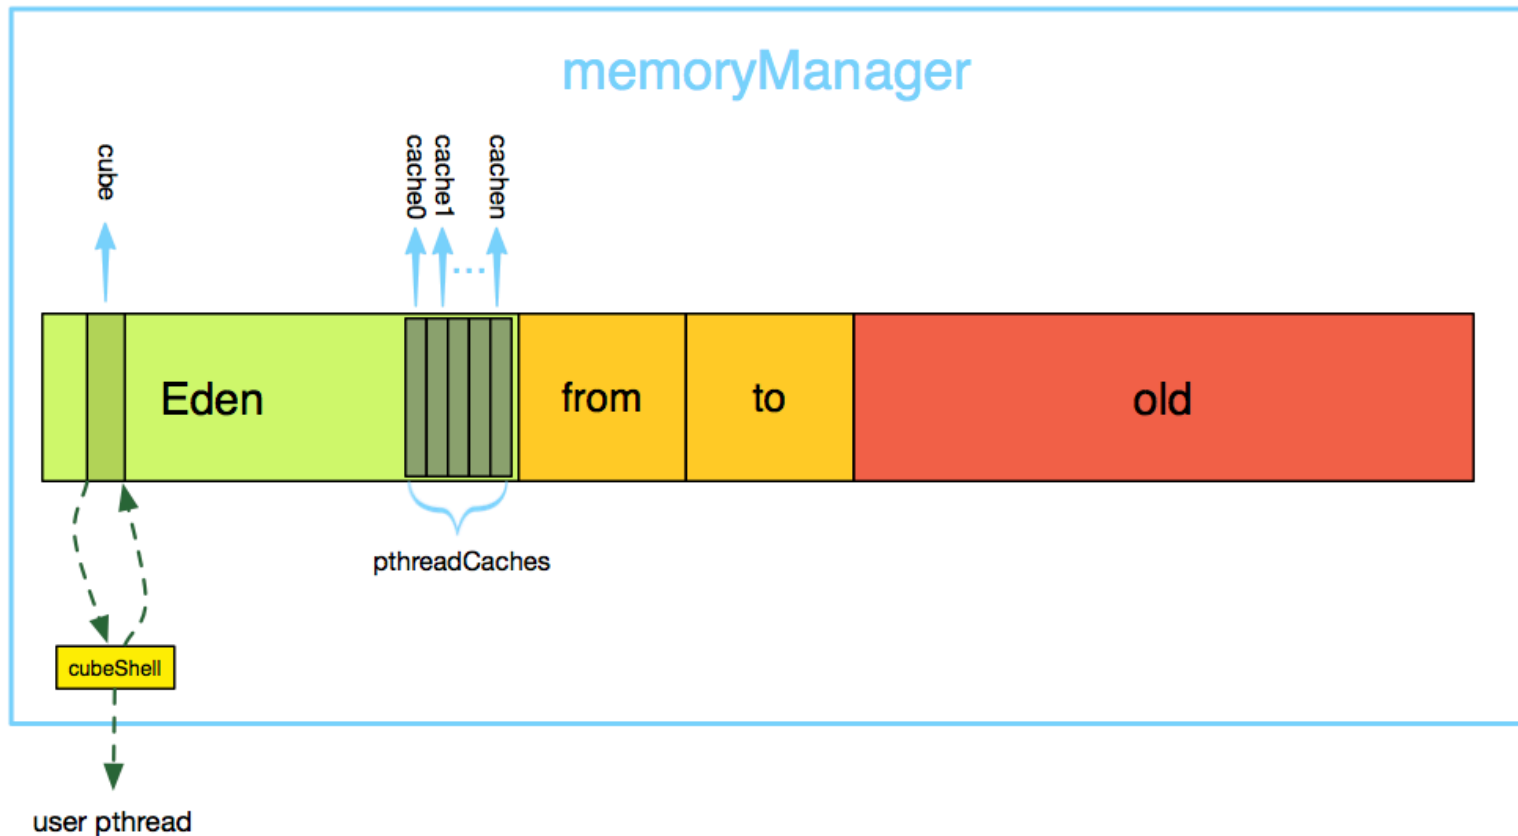 memoryManager
cube
cache0
cache1
...
cachen
Eden
from
to
old
pthreadCaches
cubeShell
user pthread